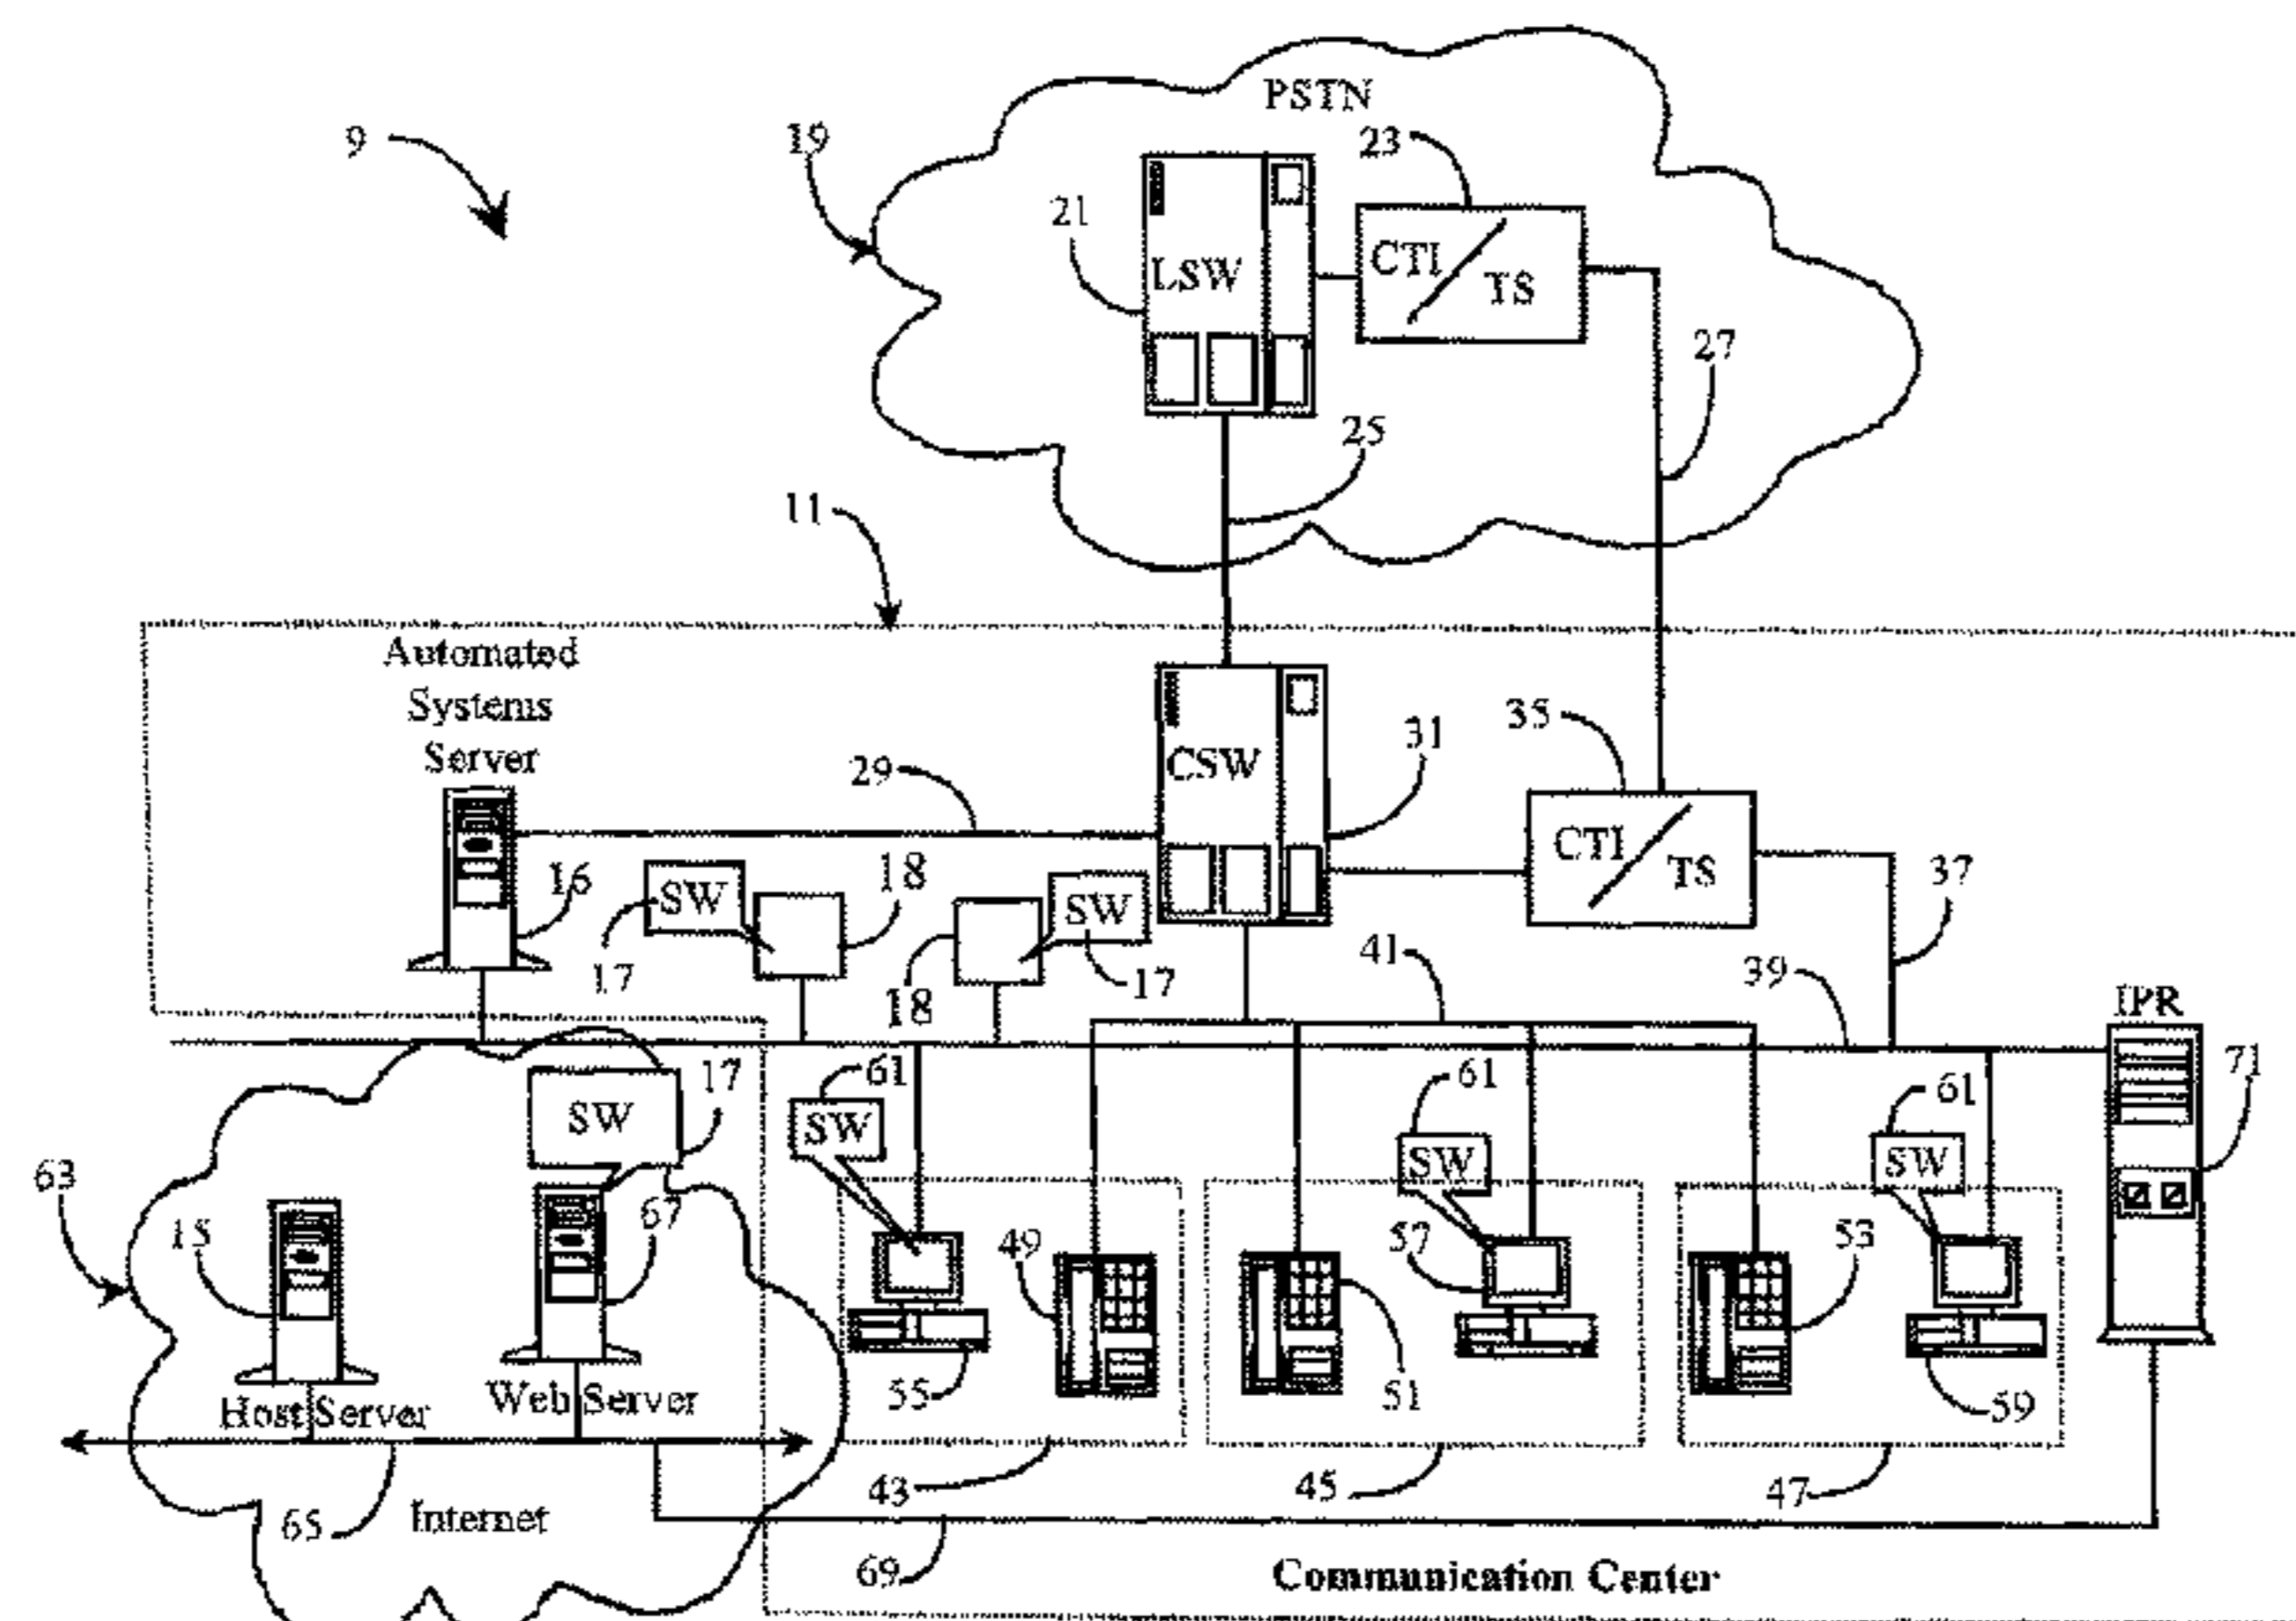 PSTN
9
19
23
21
LSW
CTI
TS
27
25
11
Automated
Systems
Server
35
31
CSW
29
CTI
TS
16
SW
18
SW
37
17
18
17
41
39
IPR
17
61
61
61
71
SW
SW
SW
SW
63
15
67
49
57
53
55
51
59
Host Server
Web Server
43
45
47
65
Internet
69
Communication Center